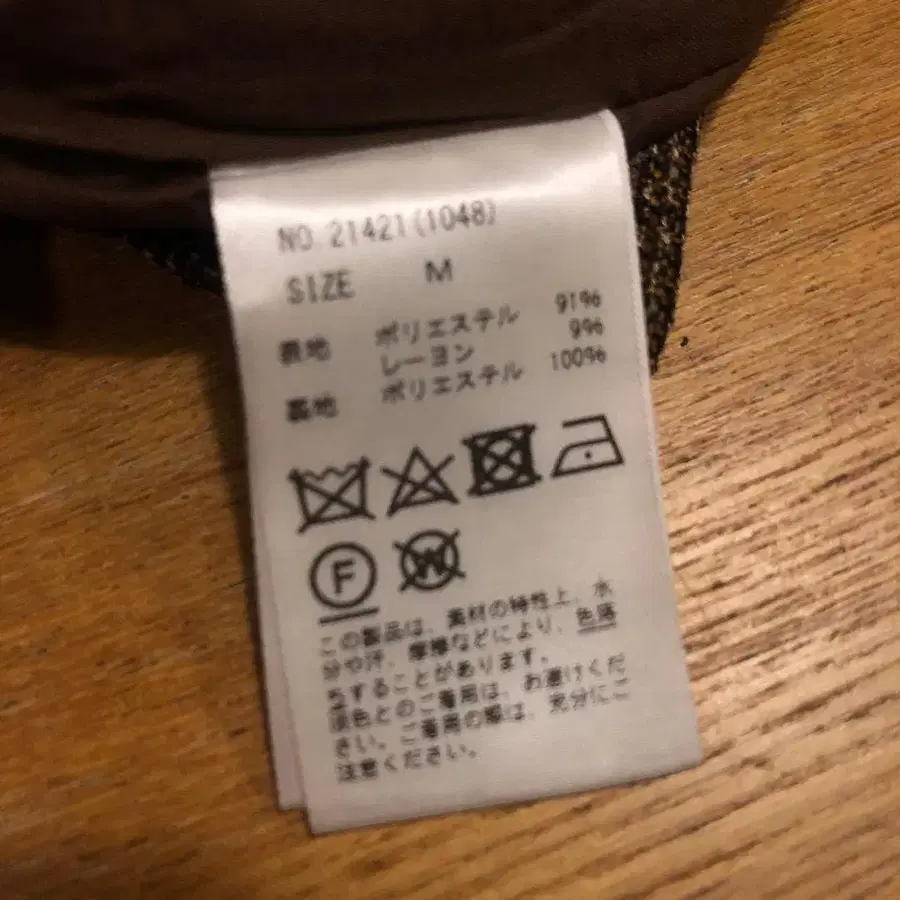 NO. 21421(1048)
SIZE M
表地 ポリエステル 91%
レーヨン 9%
裏地 ポリエステル 100%
F W
この製品は、素材の特性上、水
分や汗、摩擦などにより、色落
ちすることがあります。
淡色とのご着用は、お避けくだ
さい。ご着用の際は、充分にご
注意ください。